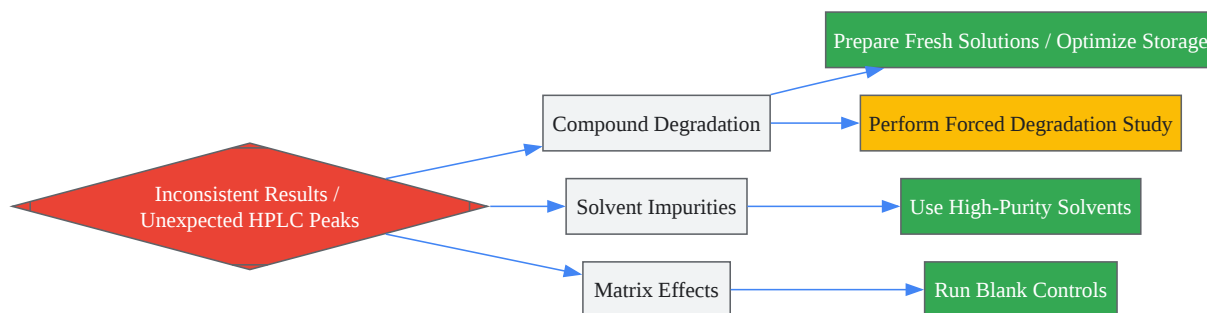 Prepare Fresh Solutions / Optimize Storage
Compound Degradation
Perform Forced Degradation Study
Inconsistent Results /
Unexpected HPLC Peaks
Solvent Impurities
Use High-Purity Solvents
Matrix Effects
Run Blank Controls